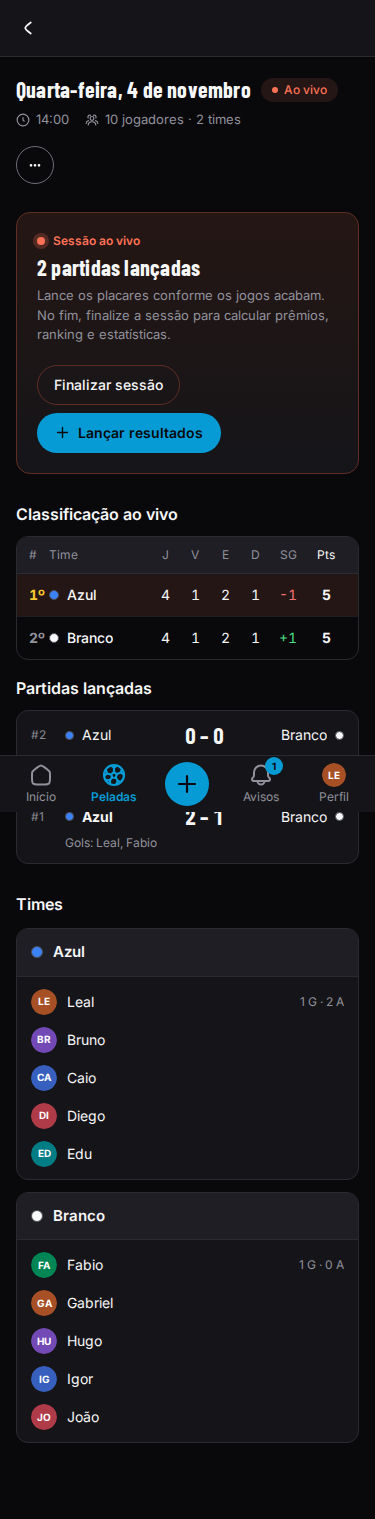 Quarta-feira, 4 de novembro Ao vivo
14:00 10 jogadores · 2 times
Sessão ao vivo
2 partidas lançadas
Lance os placares conforme os jogos acabam.
No fim, finalize a sessão para calcular prêmios,
ranking e estatísticas.
Finalizar sessão
+ Lançar resultados
Classificação ao vivo
# Time J V E D SG Pts
1º Azul 4 1 2 1 -1 5
2º Branco 4 1 2 1 +1 5
Partidas lançadas
#2 Azul 0 – 0 Branco
1
LE
Início Peladas Avisos Perfil
#1 Azul 2 – 1 Branco
Gols: Leal, Fabio
Times
Azul
LE Leal 1 G · 2 A
BR Bruno
CA Caio
DI Diego
ED Edu
Branco
FA Fabio 1 G · 0 A
GA Gabriel
HU Hugo
IG Igor
JO João